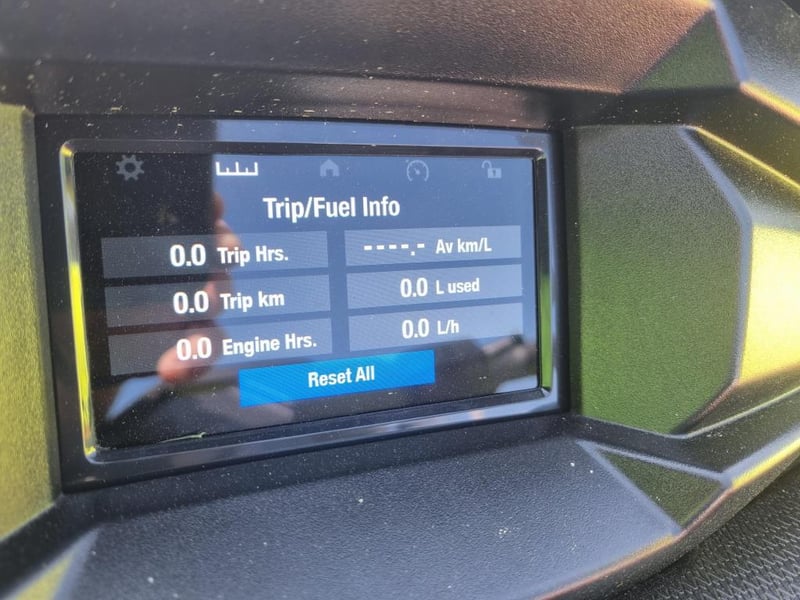 Trip/Fuel Info
0.0 Trip Hrs.
----.- Av km/L
0.0 Trip km
0.0 L used
0.0 Engine Hrs.
0.0 L/h
Reset All